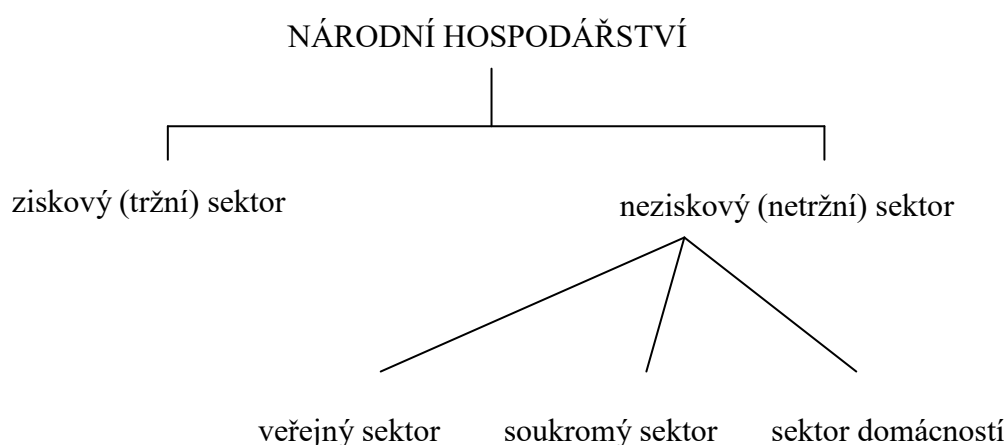 NÁRODNÍ HOSPODÁŘSTVÍ
ziskový (tržní) sektor
neziskový (netržní) sektor
veřejný sektor soukromý sektor sektor domácností